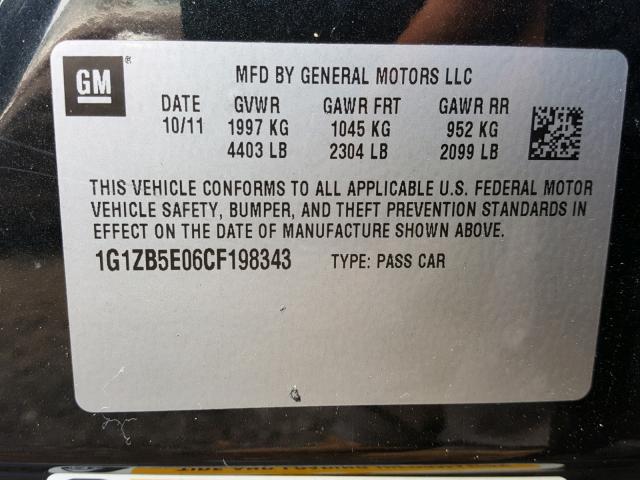 GM
MFD BY GENERAL MOTORS LLC
DATE GVWR GAWR FRT GAWR RR
10/11 1997 KG 1045 KG 952 KG
4403 LB 2304 LB 2099 LB
THIS VEHICLE CONFORMS TO ALL APPLICABLE U.S. FEDERAL MOTOR
VEHICLE SAFETY, BUMPER, AND THEFT PREVENTION STANDARDS IN
EFFECT ON THE DATE OF MANUFACTURE SHOWN ABOVE.
1G1ZB5E06CF198343 TYPE: PASS CAR